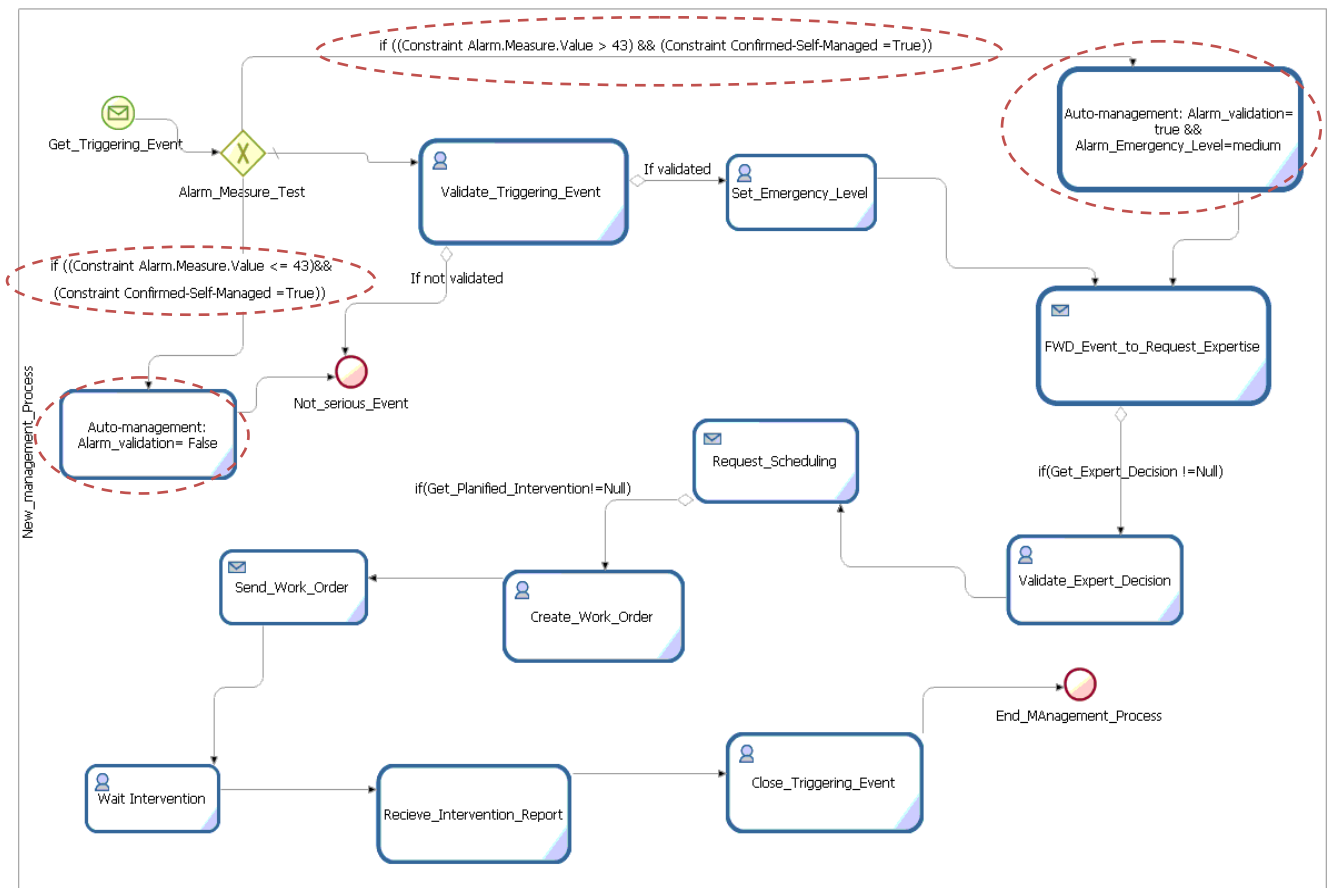 if ((Constraint Alarm.Measure.Value > 43) && (Constraint Confirmed-Self-Managed =True))
Auto-management: Alarm_validation=
true &&
Alarm_Emergency_Level=medium
Get_Triggering_Event
Alarm_Measure_Test
Validate_Triggering_Event
If validated
Set_Emergency_Level
if ((Constraint Alarm.Measure.Value <= 43)&&
(Constraint Confirmed-Self-Managed =True))
If not validated
FWD_Event_to_Request_Expertise
Not_serious_Event
Auto-management:
Alarm_validation= False
New_management_Process
Request_Scheduling
if(Get_Expert_Decision !=Null)
if(Get_Planified_Intervention!=Null)
Validate_Expert_Decision
Send_Work_Order
Create_Work_Order
End_MAnagement_Process
Wait Intervention
Recieve_Intervention_Report
Close_Triggering_Event